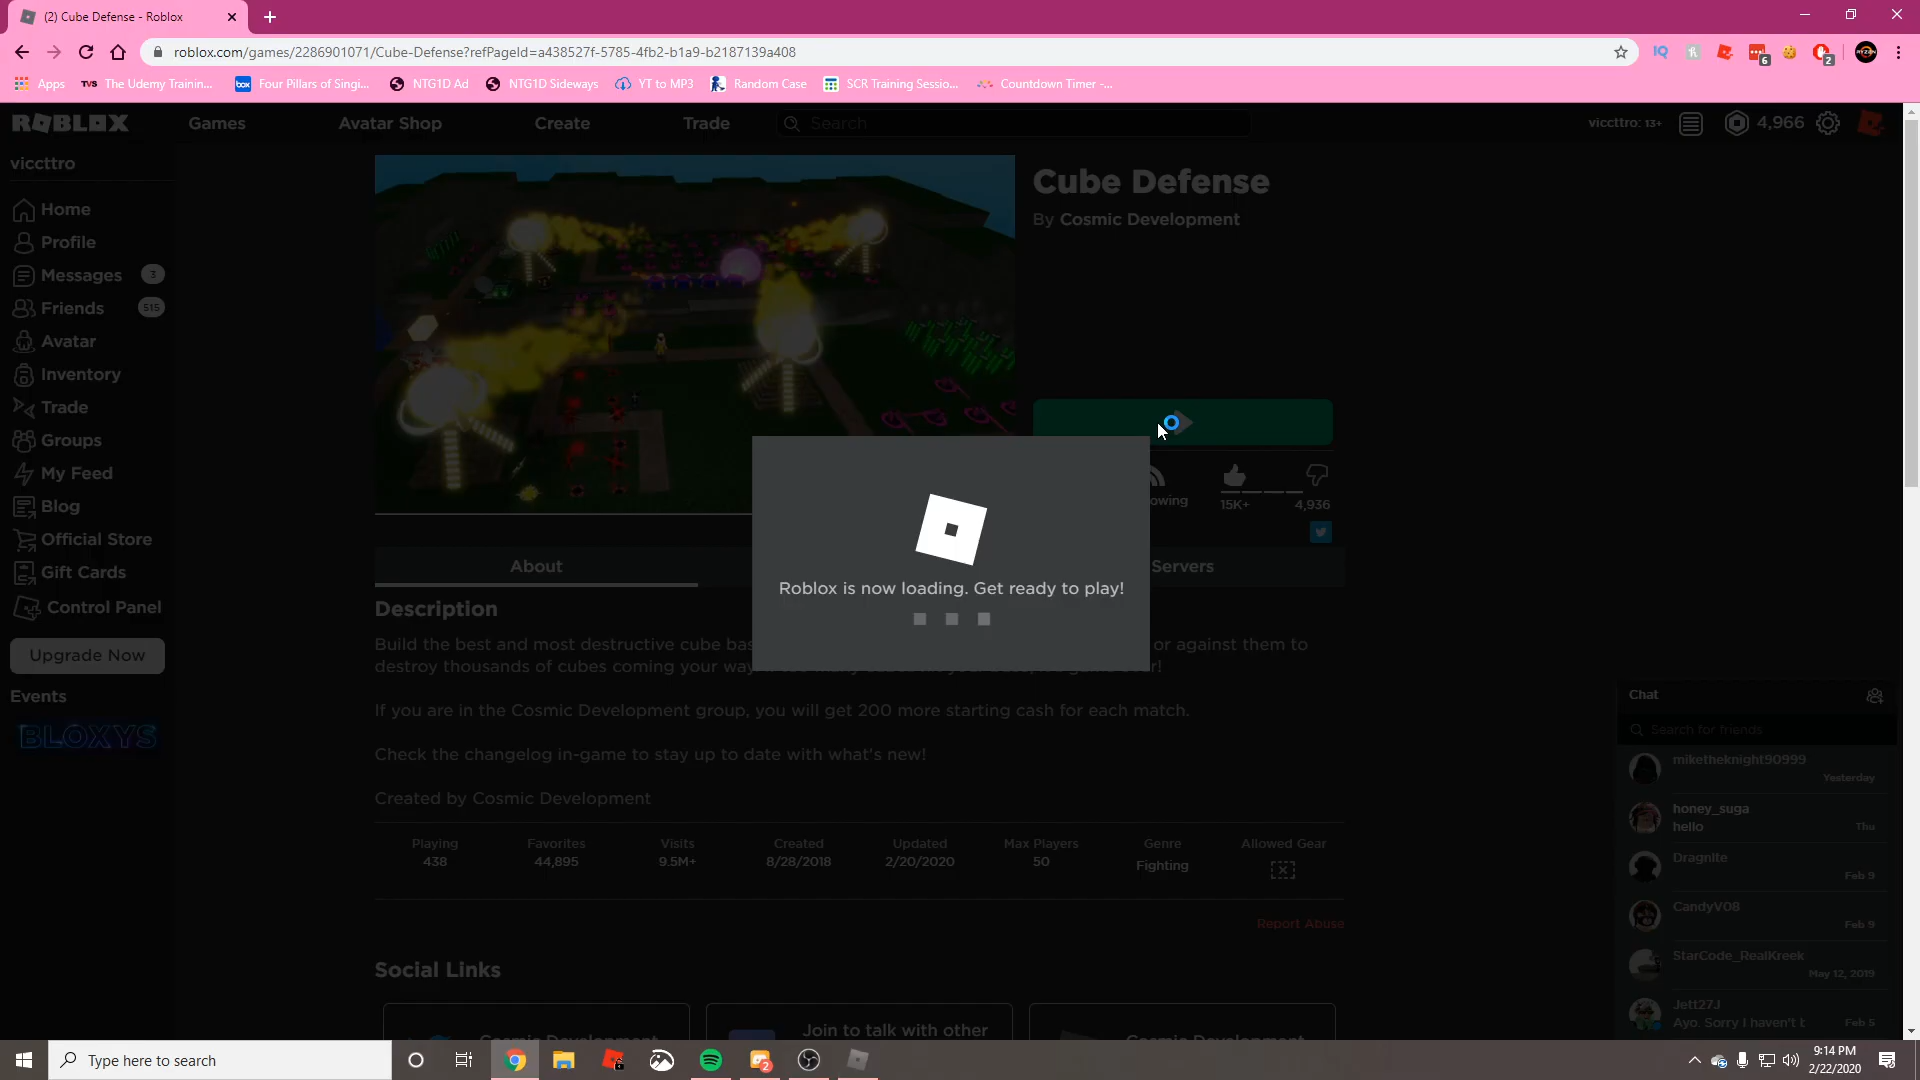 (2) Cube Defense - Roblox
roblox.com/games/2286901071/Cube-Defense?refPageId=a438527f-5785-4fb2-b1a9-b2187139a408
6
2
Apps
TVS The Udemy Trainin...
box Four Pillars of Singi...
NTG1D Ad
NTG1D Sideways
YT to MP3
Random Case
SCR Training Sessio...
Countdown Timer -...
ROBLOX
Games
Avatar Shop
Create
Trade
Search
viccttro: 13+
4,966
viccttro
Home
Profile
Messages 3
Friends 515
Avatar
Inventory
Trade
Groups
My Feed
Blog
Official Store
Gift Cards
Control Panel
Upgrade Now
Events
BLOXYS
Cube Defense
By Cosmic Development
owing
15K+
4,936
About
Servers
Roblox is now loading. Get ready to play!
Description
Build the best and most destructive cube bas
or against them to
destroy thousands of cubes coming your way
If you are in the Cosmic Development group, you will get 200 more starting cash for each match.
Check the changelog in-game to stay up to date with what's new!
Created by Cosmic Development
Playing Favorites Visits Created Updated Max Players Genre Allowed Gear
438 44,895 9.5M+ 8/28/2018 2/20/2020 50 Fighting
Report Abuse
Social Links
Cosmic Development
Join to talk with other
Cosmic Development
Chat
Search for friends
miketheknight90999
Yesterday
honey_suga
hello Thu
Dragnite
Feb 9
CandyV08
Feb 9
StarCode_RealKreek
May 12, 2019
Jett27J
Ayo. Sorry I haven't b Feb 5
Type here to search
2
9:14 PM
2/22/2020